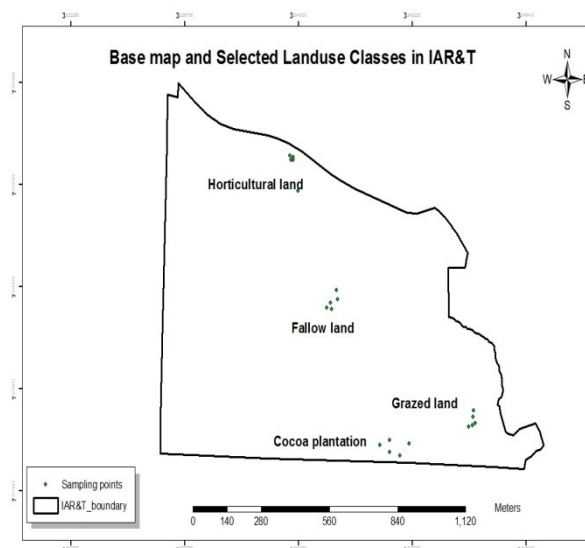 Base map and Selected Landuse Classes in IAR&T
N
W E
S
Horticultural land
Fallow land
Grazed land
Cocoa plantation
Sampling points
IAR&T_boundary
Meters
0 140 280 560 840 1,120